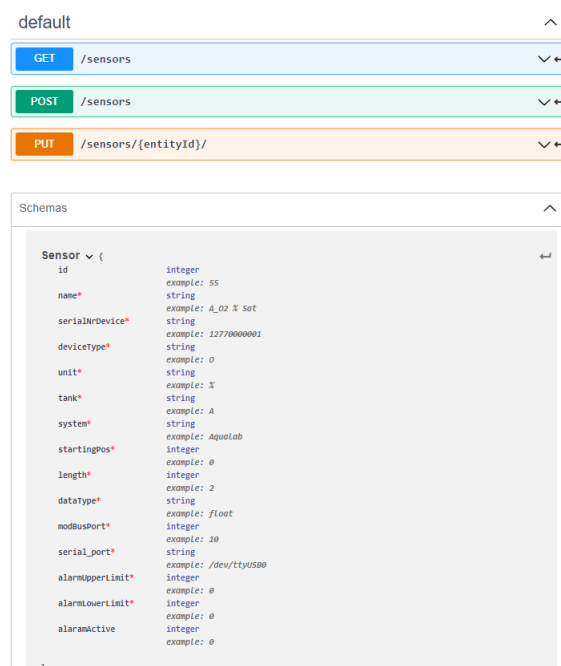 default
GET /sensors
POST /sensors
PUT /sensors/{entityId}/
Schemas
Sensor {
id integer
example: 55
name* string
example: A_O2 % Sat
serialNrDevice* string
example: 12770000001
deviceType* string
example: O
unit* string
example: %
tank* string
example: A
system* string
example: Aqualab
startingPos* integer
example: 0
length* integer
example: 2
dataType* string
example: float
modBusPort* integer
example: 10
serial_port* string
example: /dev/ttyUSB0
alarmUpperLimit* integer
example: 0
alarmLowerLimit* integer
example: 0
alaramActive integer
example: 0